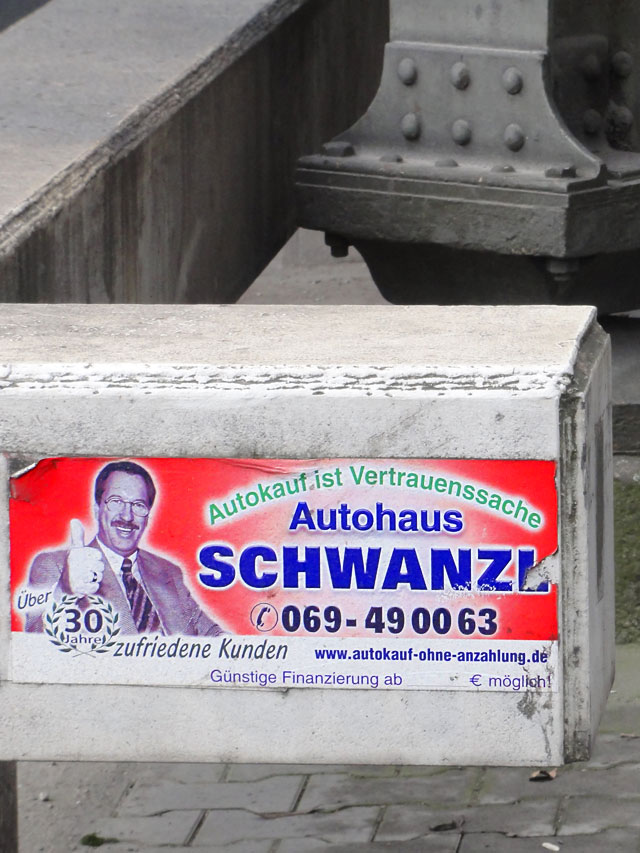 Autokauf ist Vertrauenssache
Autohaus
SCHWANZL
069-490063
Über
30
Jahre
zufriedene Kunden
www.autokauf-ohne-anzahlung.de
Günstige Finanzierung ab € möglich!